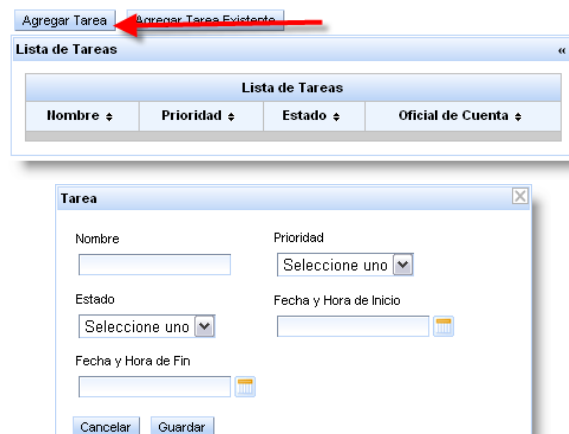 Agregar Tarea Agregar Tarea Existente
Lista de Tareas «
Lista de Tareas
Nombre Prioridad Estado Oficial de Cuenta
Tarea
Nombre Prioridad
Seleccione uno
Estado Fecha y Hora de Inicio
Seleccione uno
Fecha y Hora de Fin
Cancelar Guardar